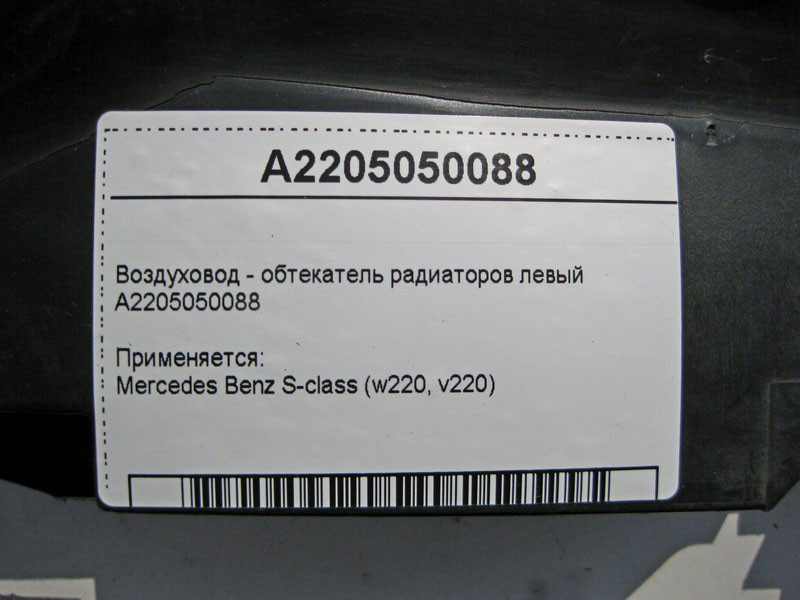 A2205050088
Воздуховод - обтекатель радиаторов левый
A2205050088
Применяется:
Mercedes Benz S-class (w220, v220)